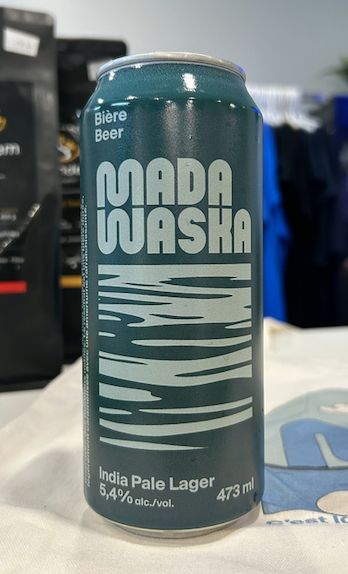 Bière
Beer
MADA
WASKA
India Pale Lager
5,4% alc./vol.
473 ml
c'est